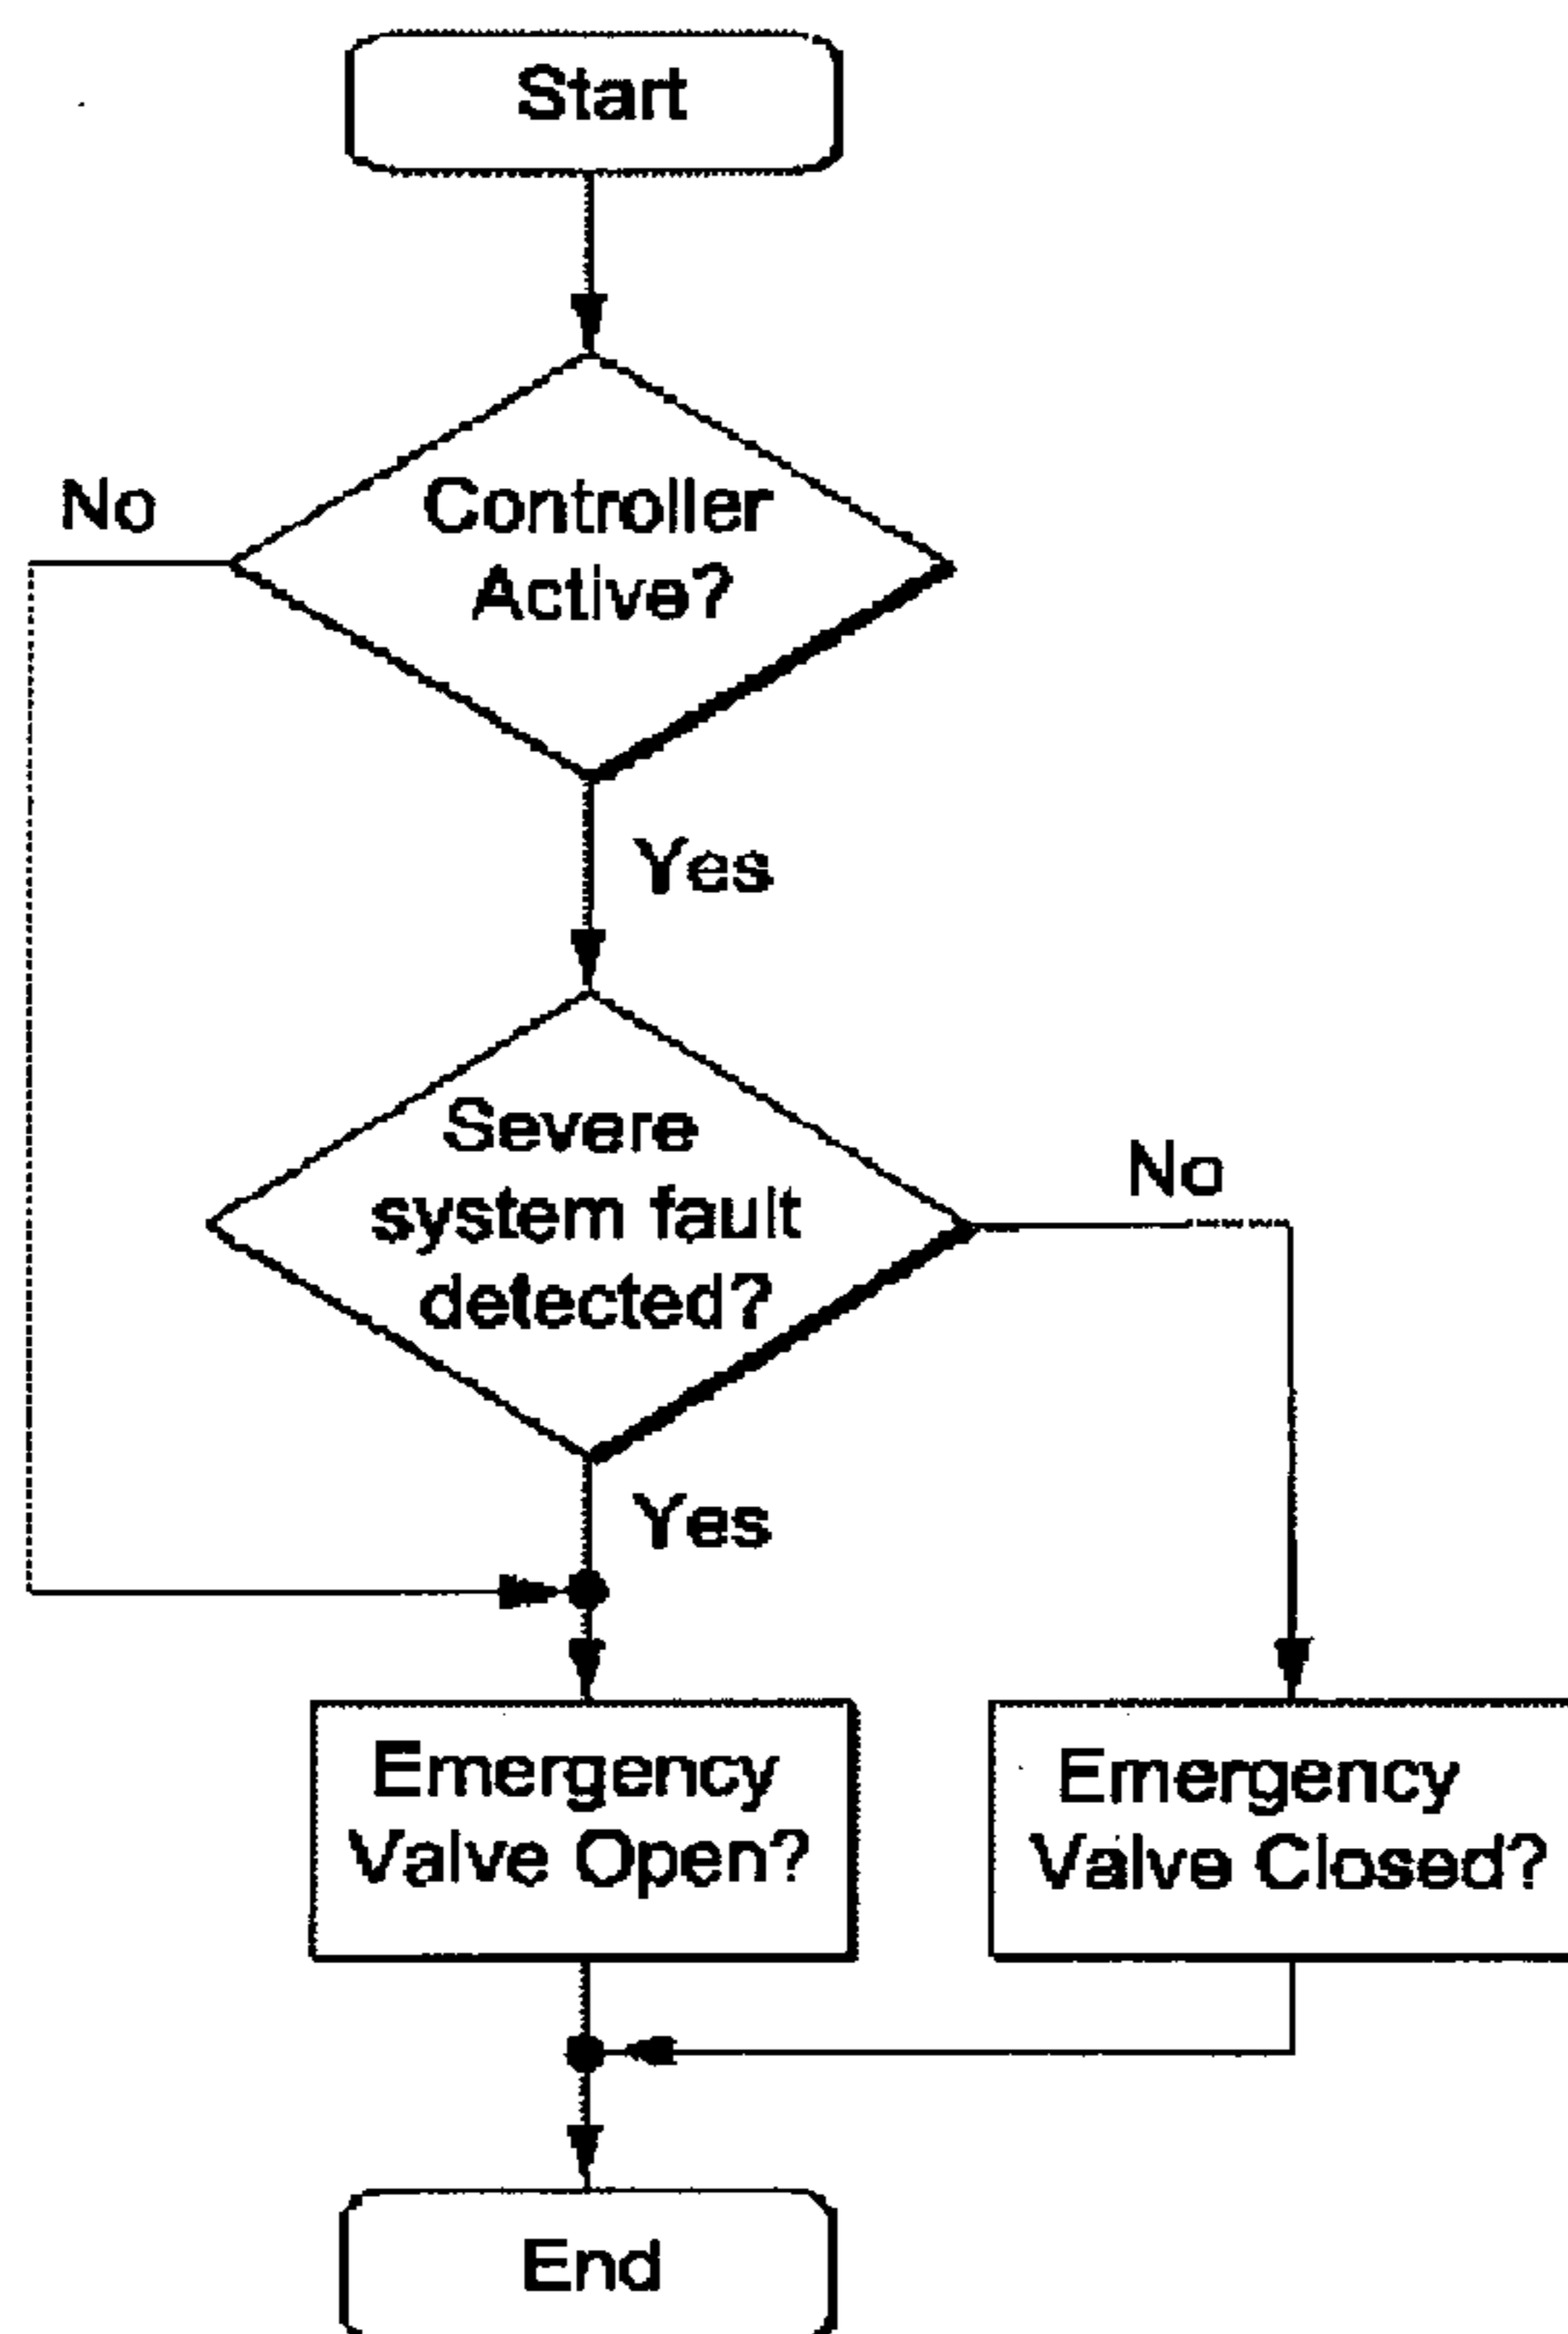 Start
No
Controller
Active?
Yes
Severe
system fault
detected?
No
Yes
Emergency
Valve Open?
Emergency
Valve Closed?
End